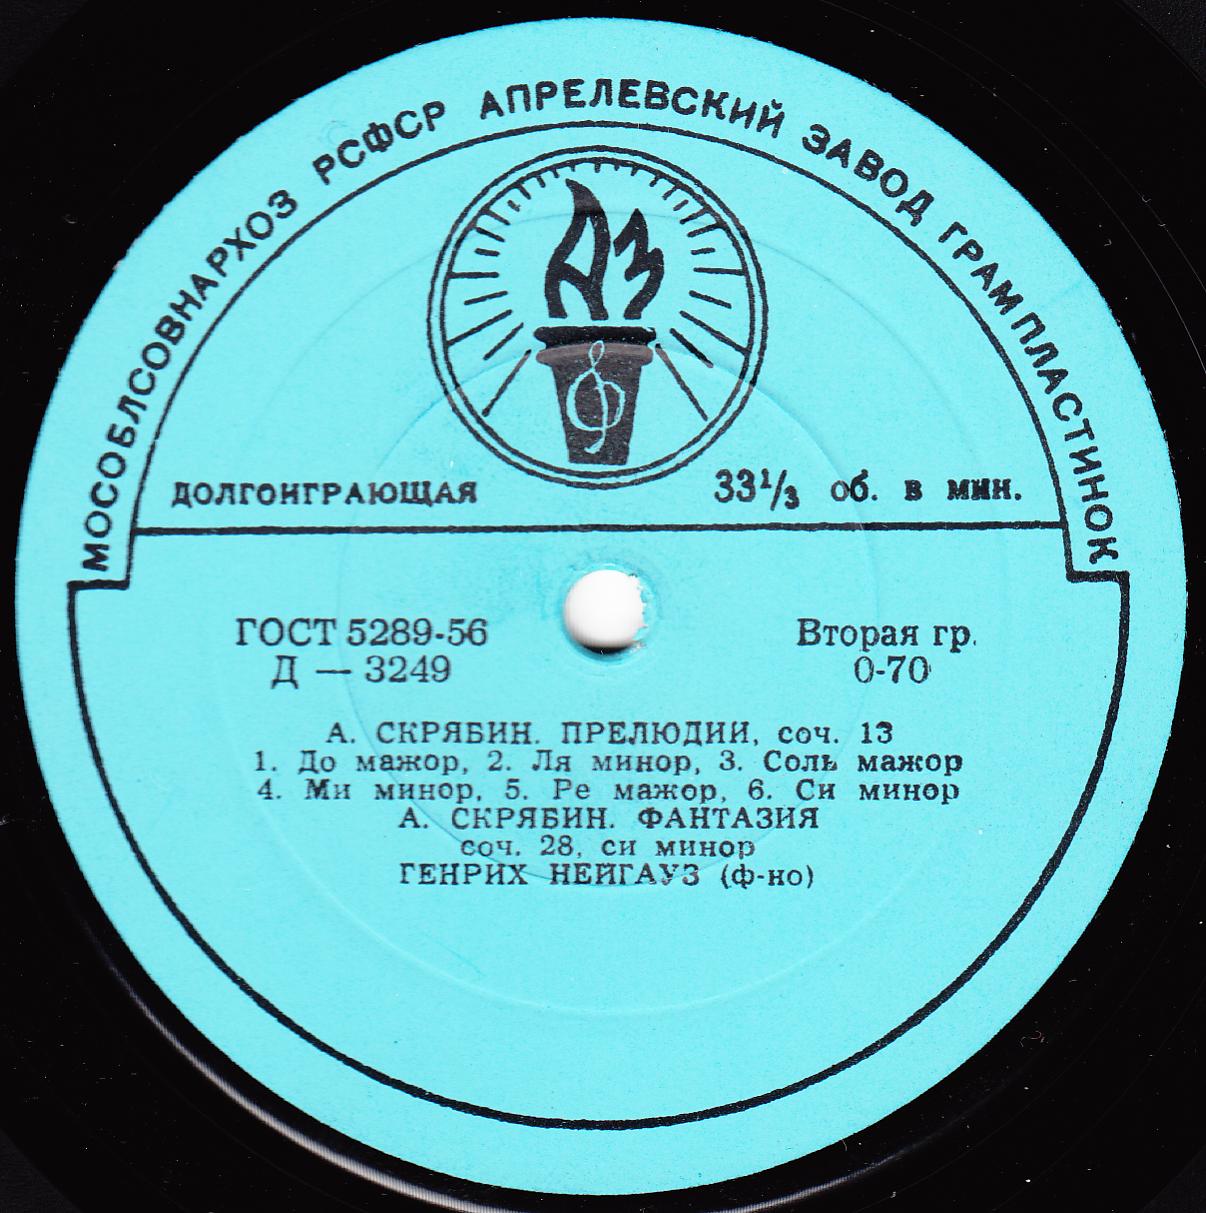 МОСОБЛСОВНАРХОЗ РСФСР АПРЕЛЕВСКИЙ ЗАВОД ГРАМПЛАСТИНОК
АЗ
ДОЛГОИГРАЮЩАЯ 33⅓ об. в мин.
ГОСТ 5289-56 Вторая гр.
Д — 3249 0-70
А. СКРЯБИН. ПРЕЛЮДИИ, соч. 13
1. До мажор, 2. Ля минор, 3. Соль мажор
4. Ми минор, 5. Ре мажор, 6. Си минор
А. СКРЯБИН. ФАНТАЗИЯ
соч. 28, си минор
ГЕНРИХ НЕЙГАУЗ (ф-но)